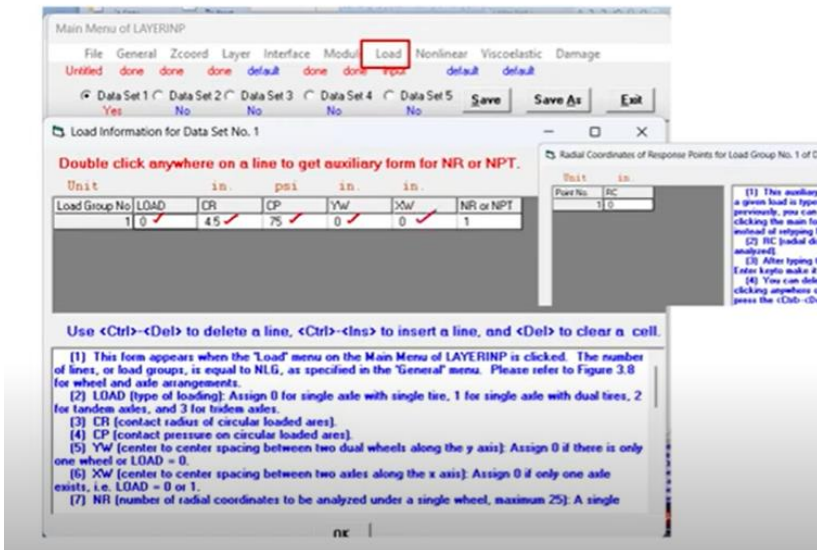 Main Menu of LAYERINP
File General Zcoord Layer Interface Moduli Load Nonlinear Viscoelastic Damage
Untitled done done done default done done input default default
Data Set 1 Data Set 2 Data Set 3 Data Set 4 Data Set 5 Save Save As Exit
Yes No No No No
Load Information for Data Set No. 1
Double click anywhere on a line to get auxiliary form for NR or NPT.
Unit in. psi in. in.
Load Group No LOAD CR CP YW XW NR or NPT
1 0 4.5 75 0 0 1
Use <Ctrl>-<Del> to delete a line, <Ctrl>-<Ins> to insert a line, and <Del> to clear a cell.
(1) This form appears when the "Load" menu on the Main Menu of LAYERINP is clicked. The number
of lines, or load groups, is equal to NLG, as specified in the "General" menu. Please refer to Figure 3.8
for wheel and axle arrangements.
(2) LOAD (type of loading): Assign 0 for single axle with single tire, 1 for single axle with dual tires, 2
for tandem axles, and 3 for tridem axles.
(3) CR (contact radius of circular loaded ares).
(4) CP (contact pressure on circular loaded ares).
(5) YW (center to center spacing between two dual wheels along the y axis): Assign 0 if there is only
one wheel or LOAD = 0.
(6) XW (center to center spacing between two axles along the x axis): Assign 0 if only one axle
exists, i.e. LOAD = 0 or 1.
(7) NR (number of radial coordinates to be analyzed under a single wheel, maximum 25): A single
OK
Radial Coordinates of Response Points for Load Group No. 1 of D
Unit in.
Point No. RC
1 0
(1) This auxiliary
a given load is type
previously, you can
clicking the main fo
instead of retyping
(2) RC (radial dis
analyzed).
(3) After typing
Enter key to make it
(4) You can dele
clicking anywhere
press the <Ctrl>-<De